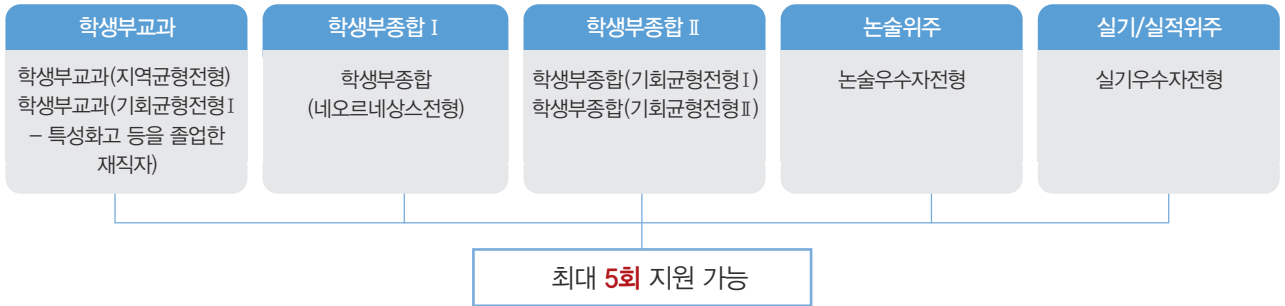 학생부교과
학생부교과(지역균형전형)
학생부교과(기회균형전형Ⅰ
- 특성화고 등을 졸업한
재직자)
학생부종합 Ⅰ
학생부종합
(네오르네상스전형)
학생부종합 Ⅱ
학생부종합(기회균형전형Ⅰ)
학생부종합(기회균형전형Ⅱ)
논술위주
논술우수자전형
실기/실적위주
실기우수자전형
최대 5회 지원 가능